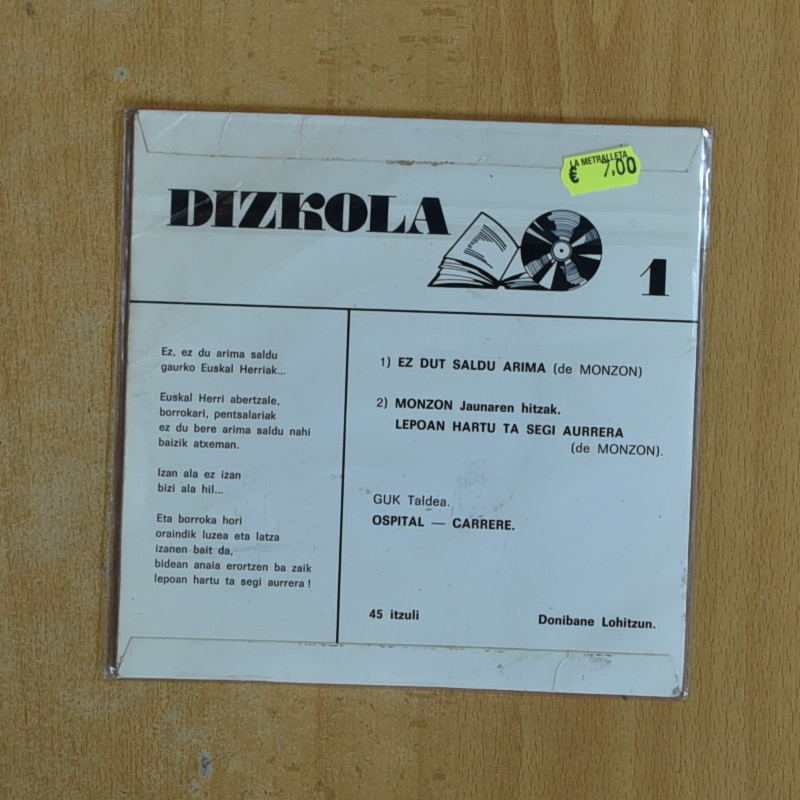 LA METRALLETA
€ 7.00
DIZKOLA
1
Ez, ez du arima saldu
gaurko Euskal Herriak...
Euskal Herri abertzale,
borrokari, pentsalariak
ez du bere arima saldu nahi
baizik atxeman.
Izan ala ez izan
bizi ala hil...
Eta borroka hori
oraindik luzea eta latza
izanen bait da,
bidean anaia erortzen ba zaik
lepoan hartu ta segi aurrera!
1) EZ DUT SALDU ARIMA (de MONZON)
2) MONZON Jaunaren hitzak.
LEPOAN HARTU TA SEGI AURRERA
(de MONZON).
GUK Taldea.
OSPITAL — CARRERE.
45 itzuli
Donibane Lohitzun.